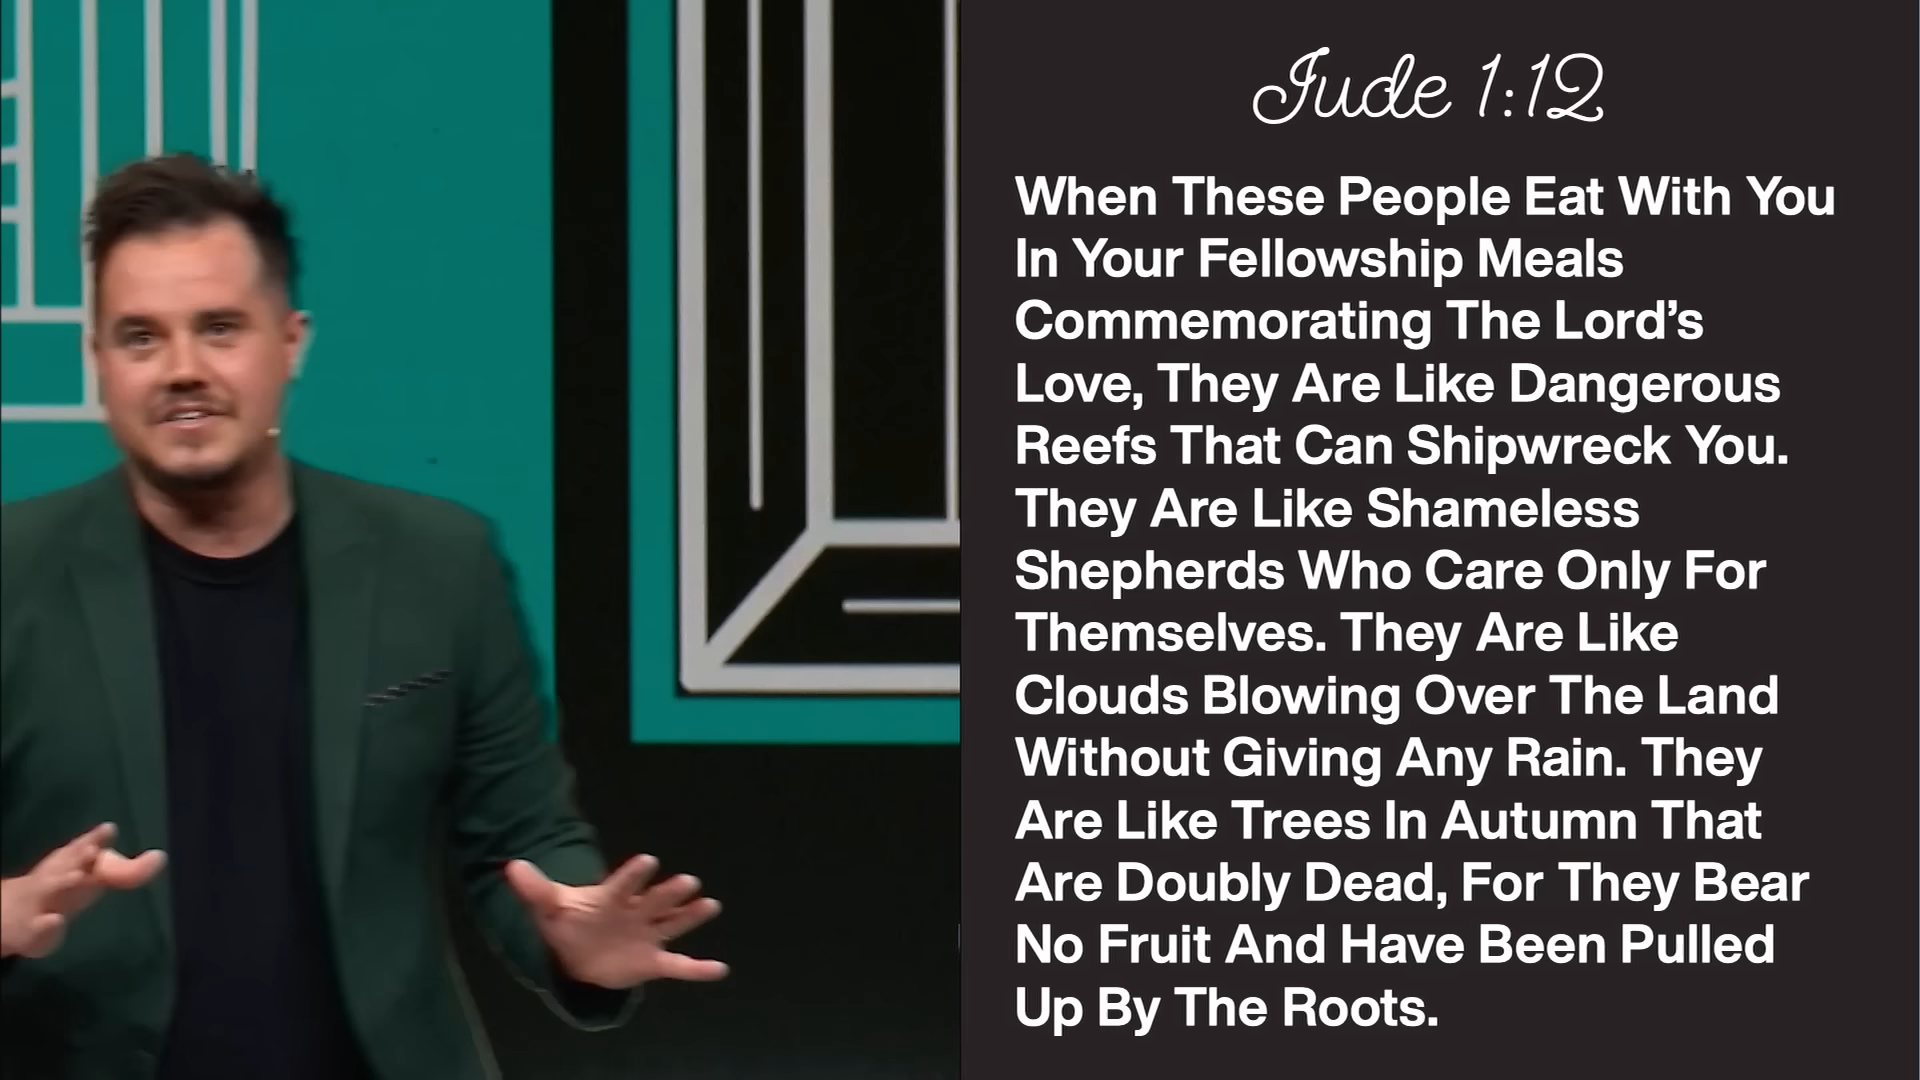 Jude 1:12
When These People Eat With You
In Your Fellowship Meals
Commemorating The Lord’s
Love, They Are Like Dangerous
Reefs That Can Shipwreck You.
They Are Like Shameless
Shepherds Who Care Only For
Themselves. They Are Like
Clouds Blowing Over The Land
Without Giving Any Rain. They
Are Like Trees In Autumn That
Are Doubly Dead, For They Bear
No Fruit And Have Been Pulled
Up By The Roots.